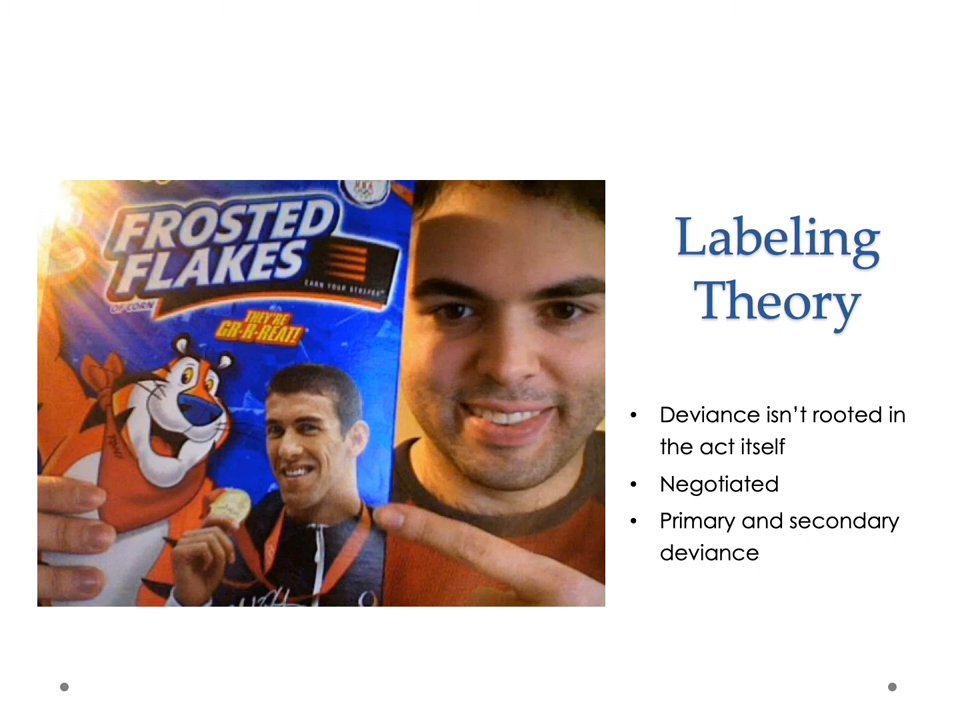 FROSTED
FLAKES
OF CORN
EARN YOUR STRIPES™
THEY'RE
GR-R-REAT!
Labeling
Theory
• Deviance isn't rooted in
the act itself
• Negotiated
• Primary and secondary
deviance